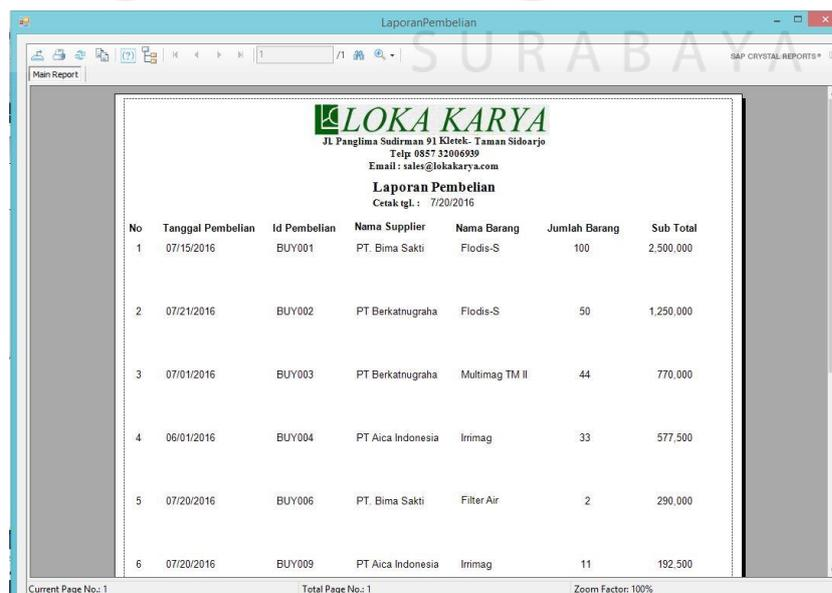 LaporanPembelian
SURABAYA
1 /1
SAP CRYSTAL REPORTS®
Main Report
LOKA KARYA
Jl. Panglima Sudirman 91 Kletek- Taman Sidoarjo
Telp: 0857 32006939
Email : sales@lokakarya.com
Laporan Pembelian
Cetak tgl. : 7/20/2016
No Tanggal Pembelian Id Pembelian Nama Supplier Nama Barang Jumlah Barang Sub Total
1 07/15/2016 BUY001 PT. Bima Sakti Flodis-S 100 2,500,000
2 07/21/2016 BUY002 PT Berkatnugraha Flodis-S 50 1,250,000
3 07/01/2016 BUY003 PT Berkatnugraha Multimag TM II 44 770,000
4 06/01/2016 BUY004 PT Aica Indonesia Irrimag 33 577,500
5 07/20/2016 BUY006 PT. Bima Sakti Filter Air 2 290,000
6 07/20/2016 BUY009 PT Aica Indonesia Irrimag 11 192,500
Current Page No.: 1 Total Page No.: 1 Zoom Factor: 100%